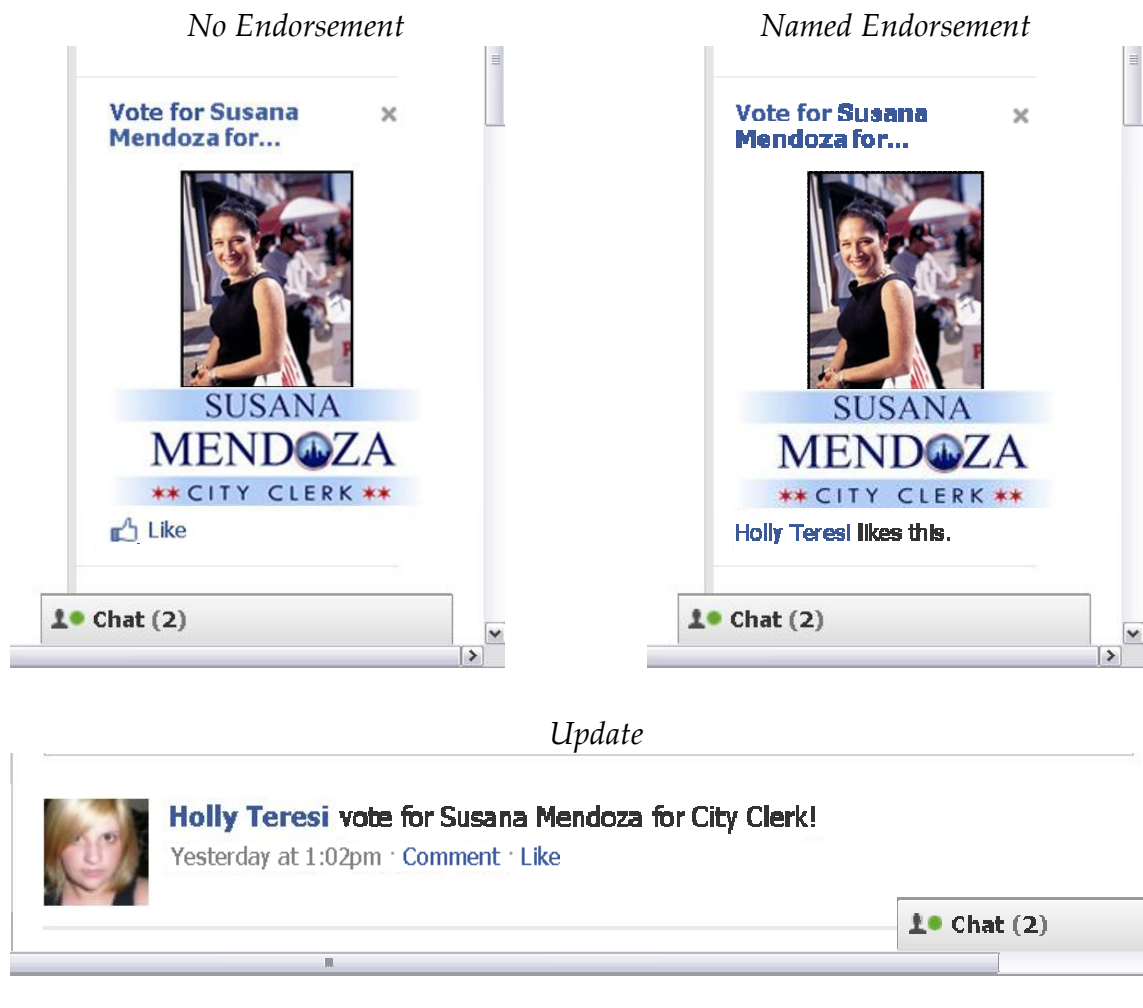 No Endorsement
Vote for Susana
Mendoza for...
SUSANA
MENDOZA
** CITY CLERK **
Like
Chat (2)
Named Endorsement
Vote for Susana
Mendoza for...
SUSANA
MENDOZA
** CITY CLERK **
Holly Teresi likes this.
Chat (2)
Update
Holly Teresi vote for Susana Mendoza for City Clerk!
Yesterday at 1:02pm · Comment · Like
Chat (2)